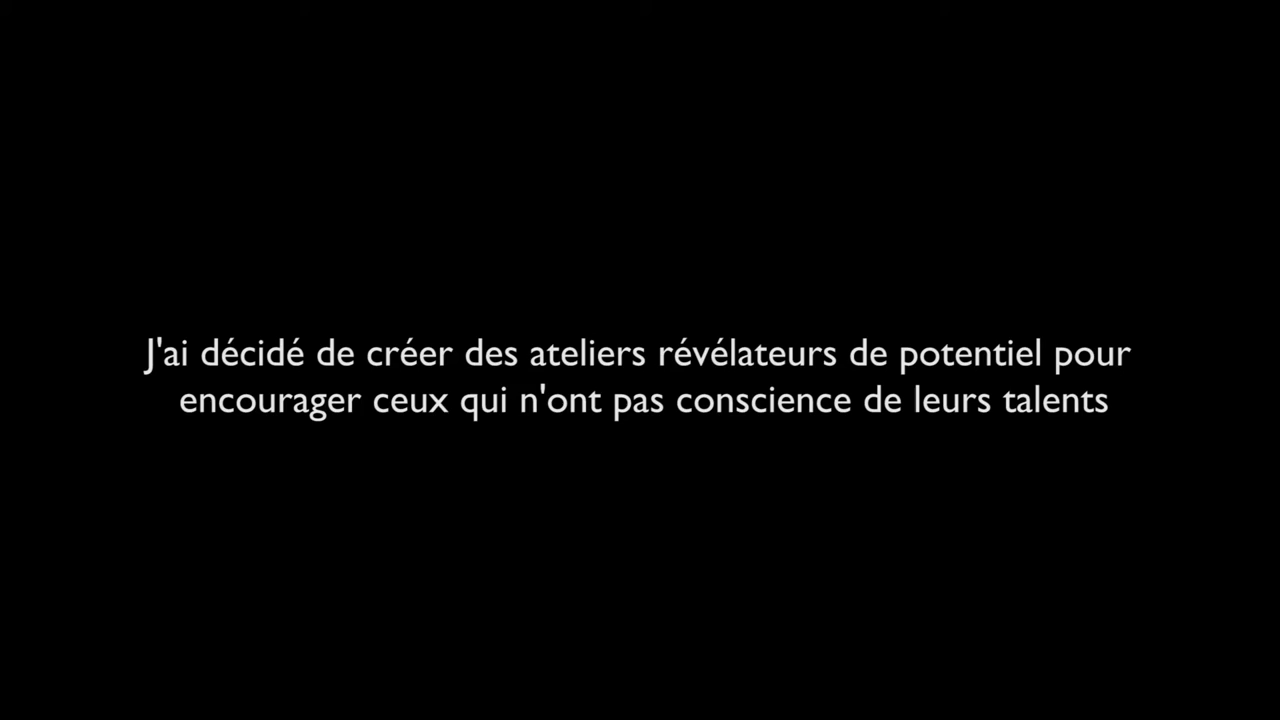 J'ai décidé de créer des ateliers révélateurs de potentiel pour
encourager ceux qui n'ont pas conscience de leurs talents